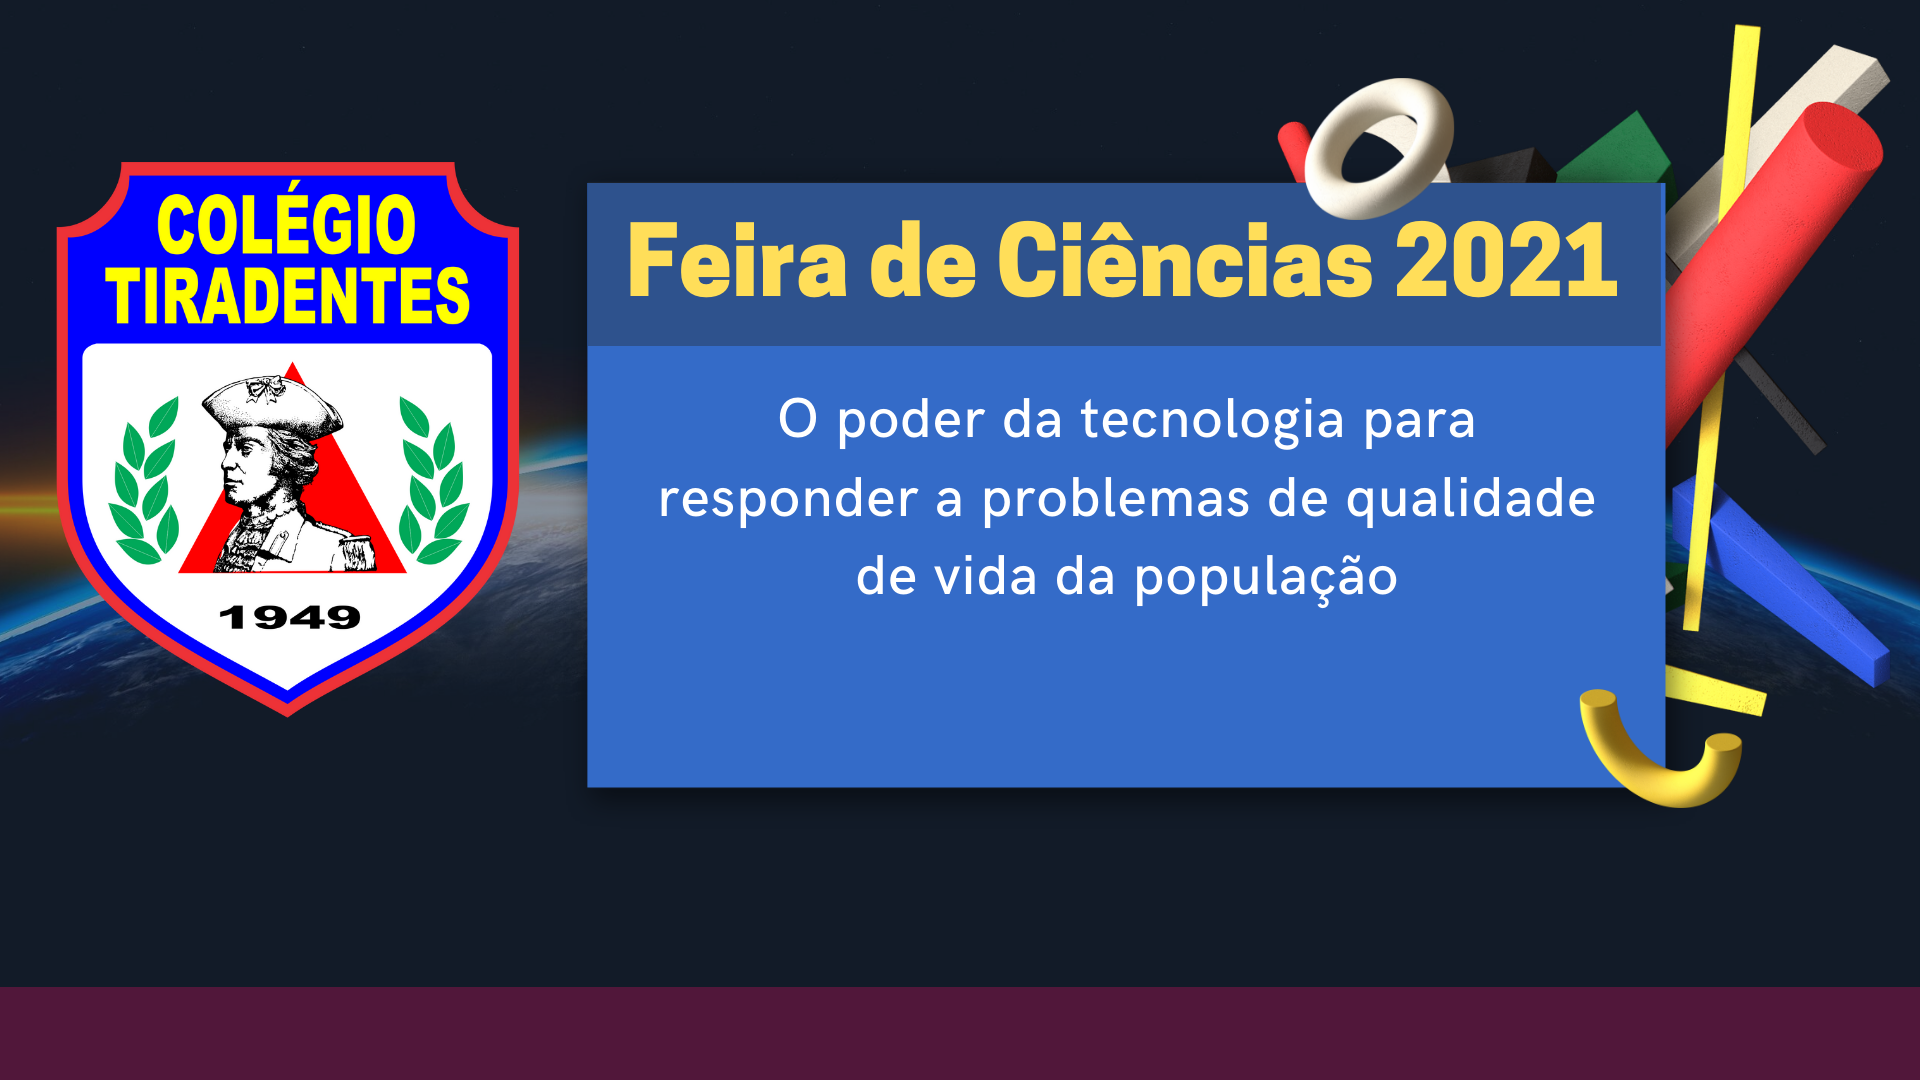 COLÉGIO
TIRADENTES
1949
Feira de Ciências 2021
O poder da tecnologia para
responder a problemas de qualidade
de vida da população